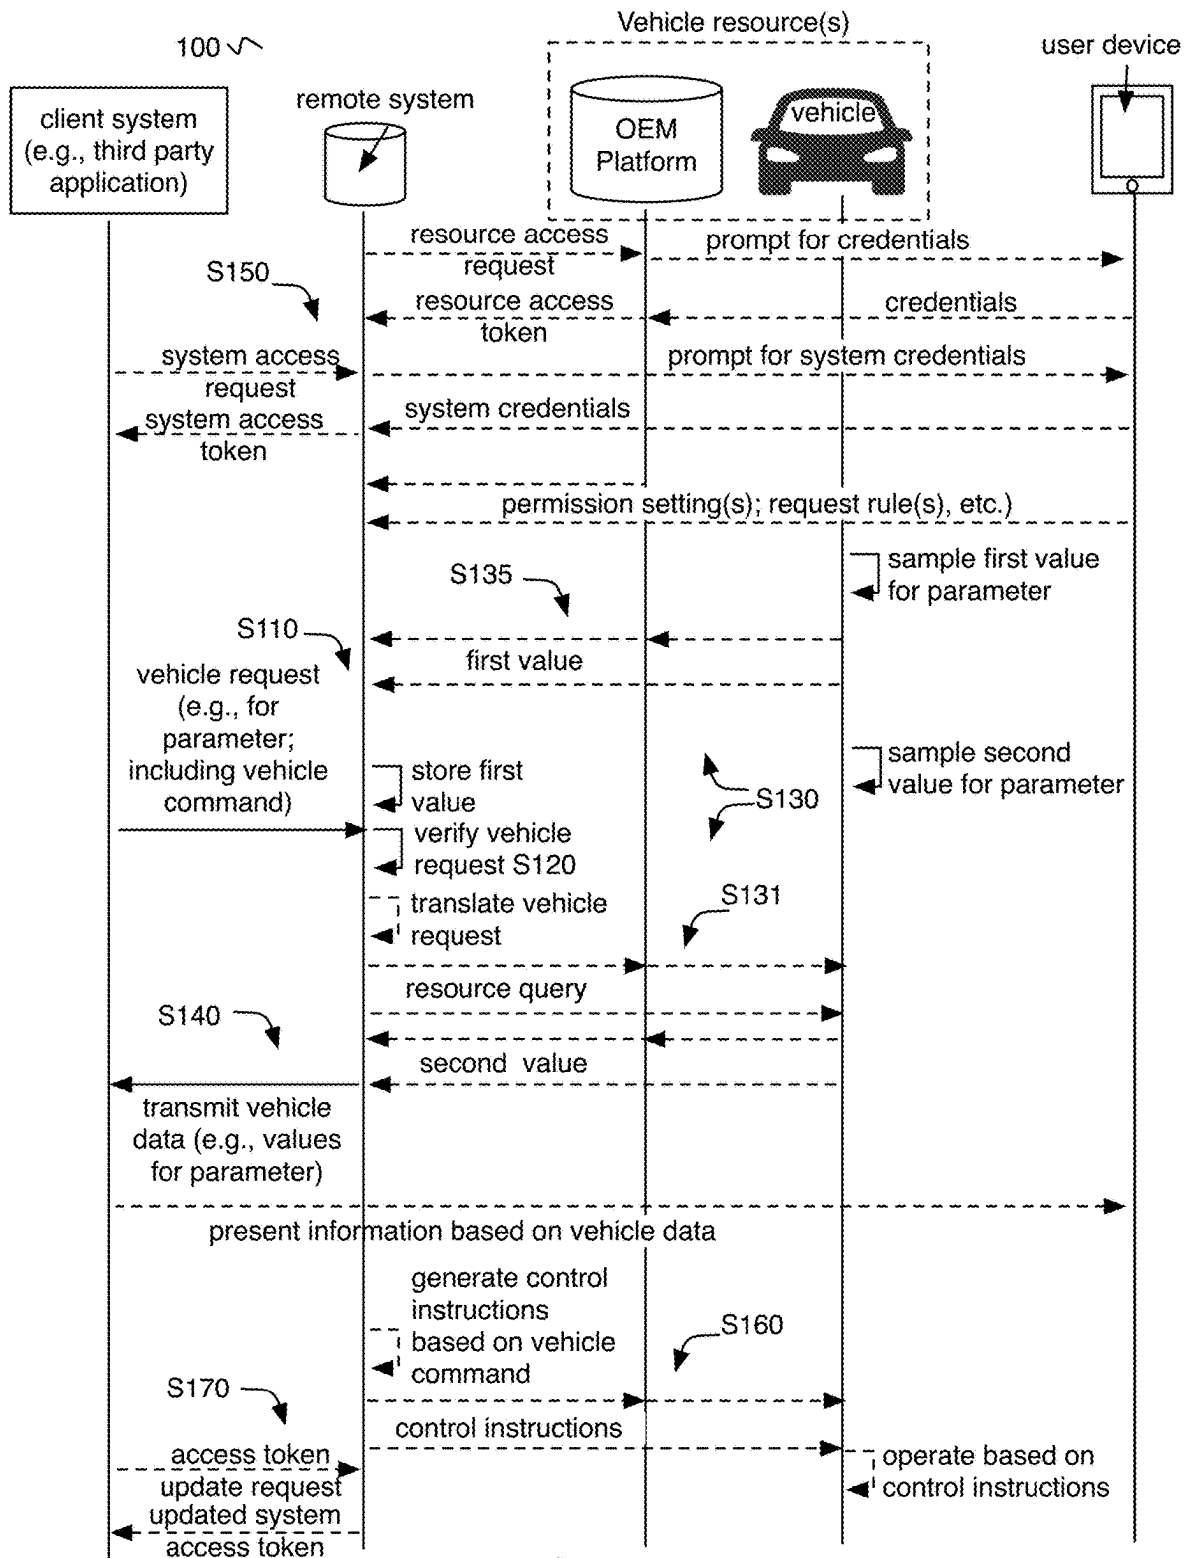 Vehicle resource(s)
100
user device
remote system
client system
(e.g., third party
application)
OEM
Platform
vehicle
resource access
request
prompt for credentials
S150
resource access
token
credentials
system access
request
prompt for system credentials
system access
token
system credentials
permission setting(s); request rule(s), etc.)
sample first value
for parameter
S135
S110
first value
vehicle request
(e.g., for
parameter;
including vehicle
command)
sample second
value for parameter
store first
value
S130
verify vehicle
request S120
translate vehicle
request
S131
resource query
S140
second value
transmit vehicle
data (e.g., values
for parameter)
present information based on vehicle data
generate control
instructions
based on vehicle
command
S160
S170
control instructions
access token
update request
operate based on
control instructions
updated system
access token